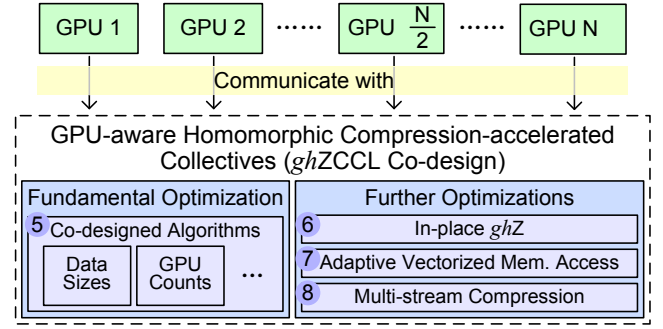 GPU 1 GPU 2 ······ GPU N/2 ······ GPU N
Communicate with
GPU-aware Homomorphic Compression-accelerated
Collectives (ghZCCL Co-design)
Fundamental Optimization
5 Co-designed Algorithms
Data
Sizes
GPU
Counts
...
Further Optimizations
6 In-place ghZ
7 Adaptive Vectorized Mem. Access
8 Multi-stream Compression